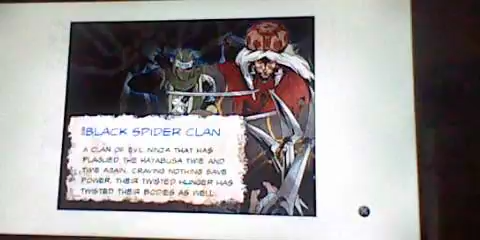 BLACK SPIDER CLAN
A CLAN OF EVIL NINJA THAT HAS
PLAGUED THE HAYABUSA TIME AND
TIME AGAIN. CRAVING NOTHING SAVE
POWER, THEIR TWISTED HUNGER HAS
TWISTED THEIR BODIES AS WELL.